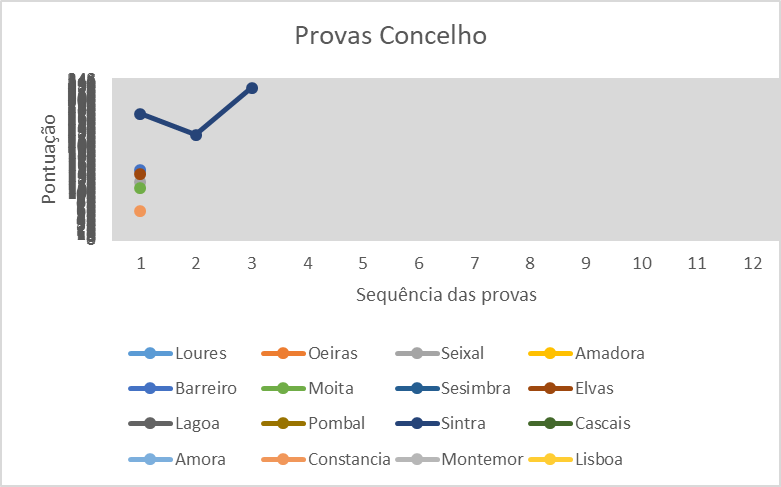 Provas Concelho
Pontuação
1 2 3 4 5 6 7 8 9 10 11 12
Sequência das provas
Loures Oeiras Seixal Amadora
Barreiro Moita Sesimbra Elvas
Lagoa Pombal Sintra Cascais
Amora Constancia Montemor Lisboa